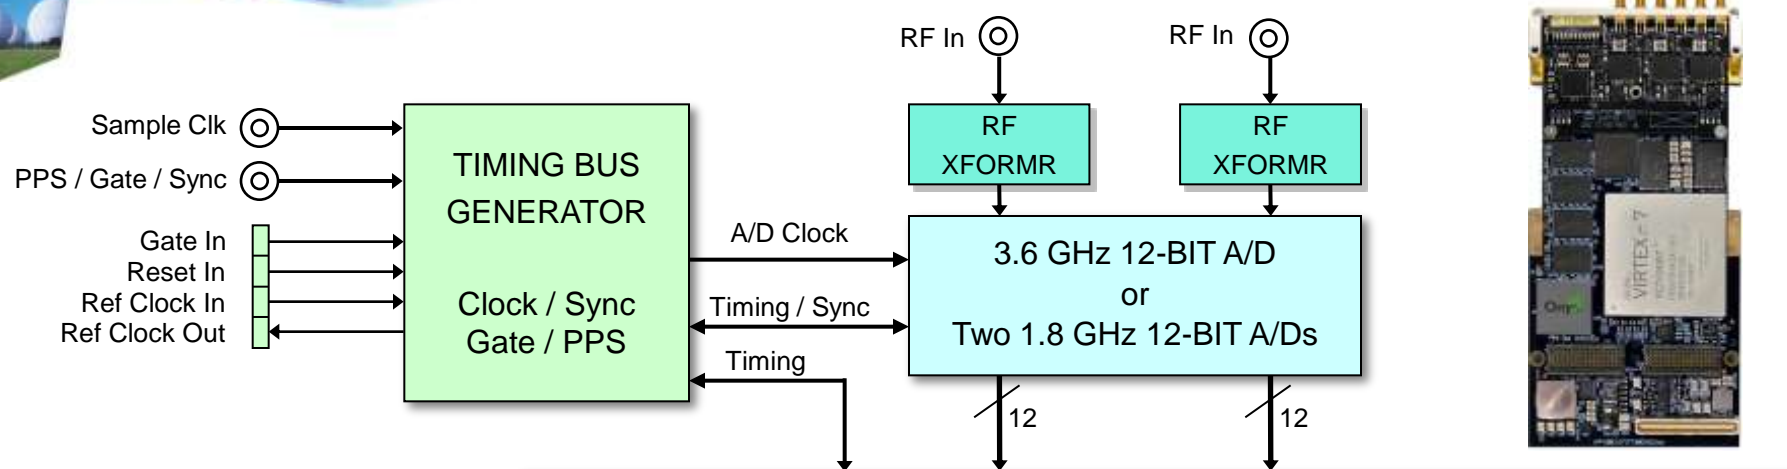 RF In
RF In
Sample Clk
PPS / Gate / Sync
Gate In
Reset In
Ref Clock In
Ref Clock Out
TIMING BUS
GENERATOR
Clock / Sync
Gate / PPS
A/D Clock
Timing / Sync
Timing
RF
XFORMR
RF
XFORMR
3.6 GHz 12-BIT A/D
or
Two 1.8 GHz 12-BIT A/Ds
12
12
VIRTEX-7